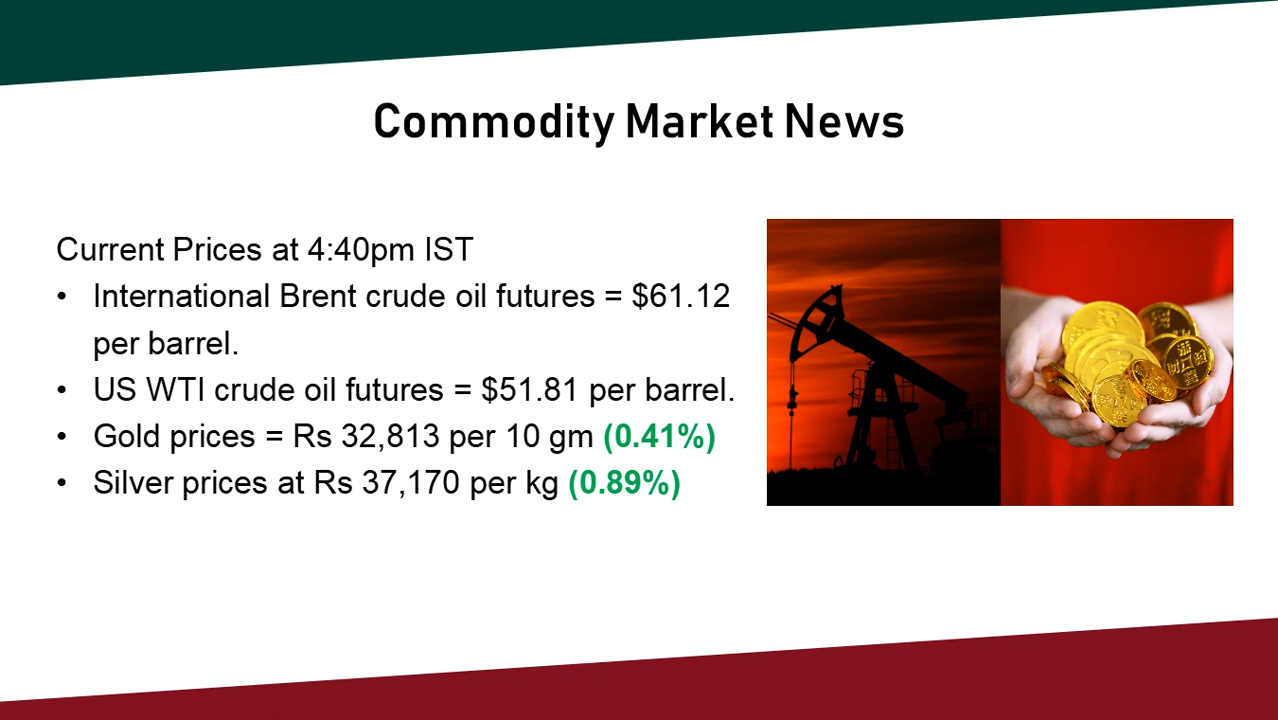 Commodity Market News
Current Prices at 4:40pm IST
• International Brent crude oil futures = $61.12
per barrel.
• US WTI crude oil futures = $51.81 per barrel.
• Gold prices = Rs 32,813 per 10 gm (0.41%)
• Silver prices at Rs 37,170 per kg (0.89%)